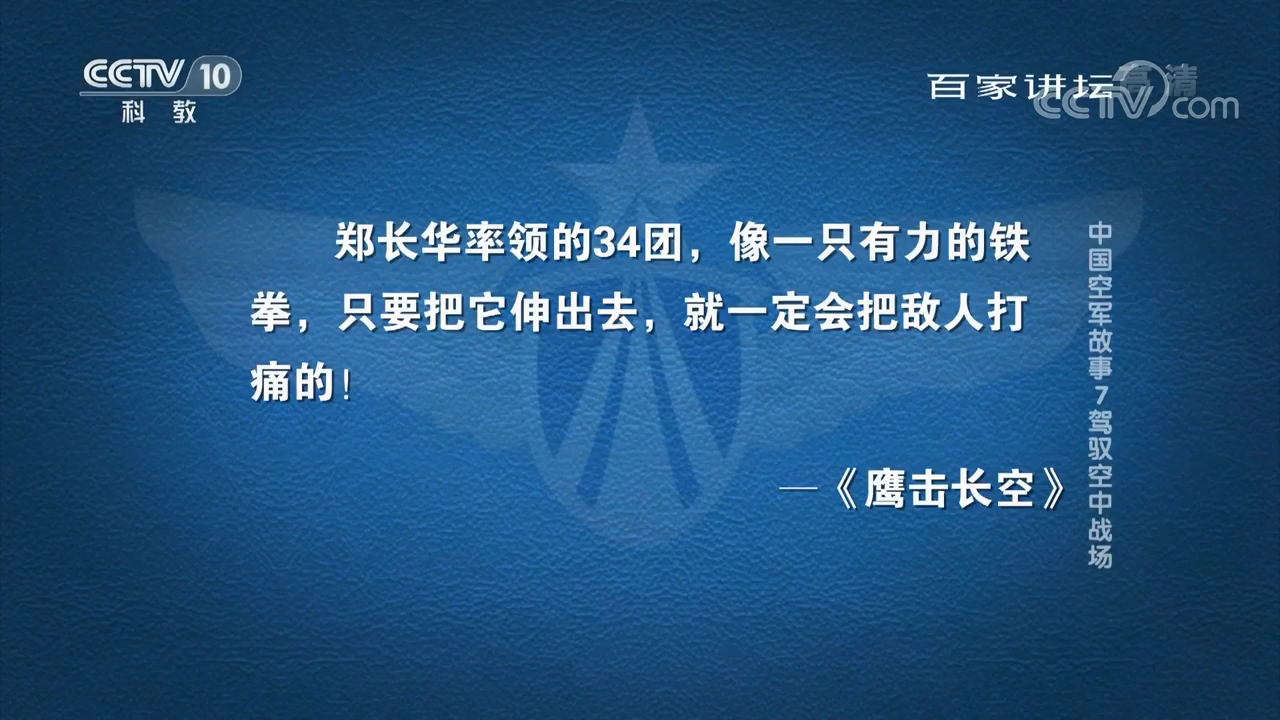 CCTV 10
科 教
百家讲坛
高清
CCTV.com
郑长华率领的34团，像一只有力的铁
拳，只要把它伸出去，就一定会把敌人打
痛的！
—《鹰击长空》
中国空军故事7驾驭空中战场